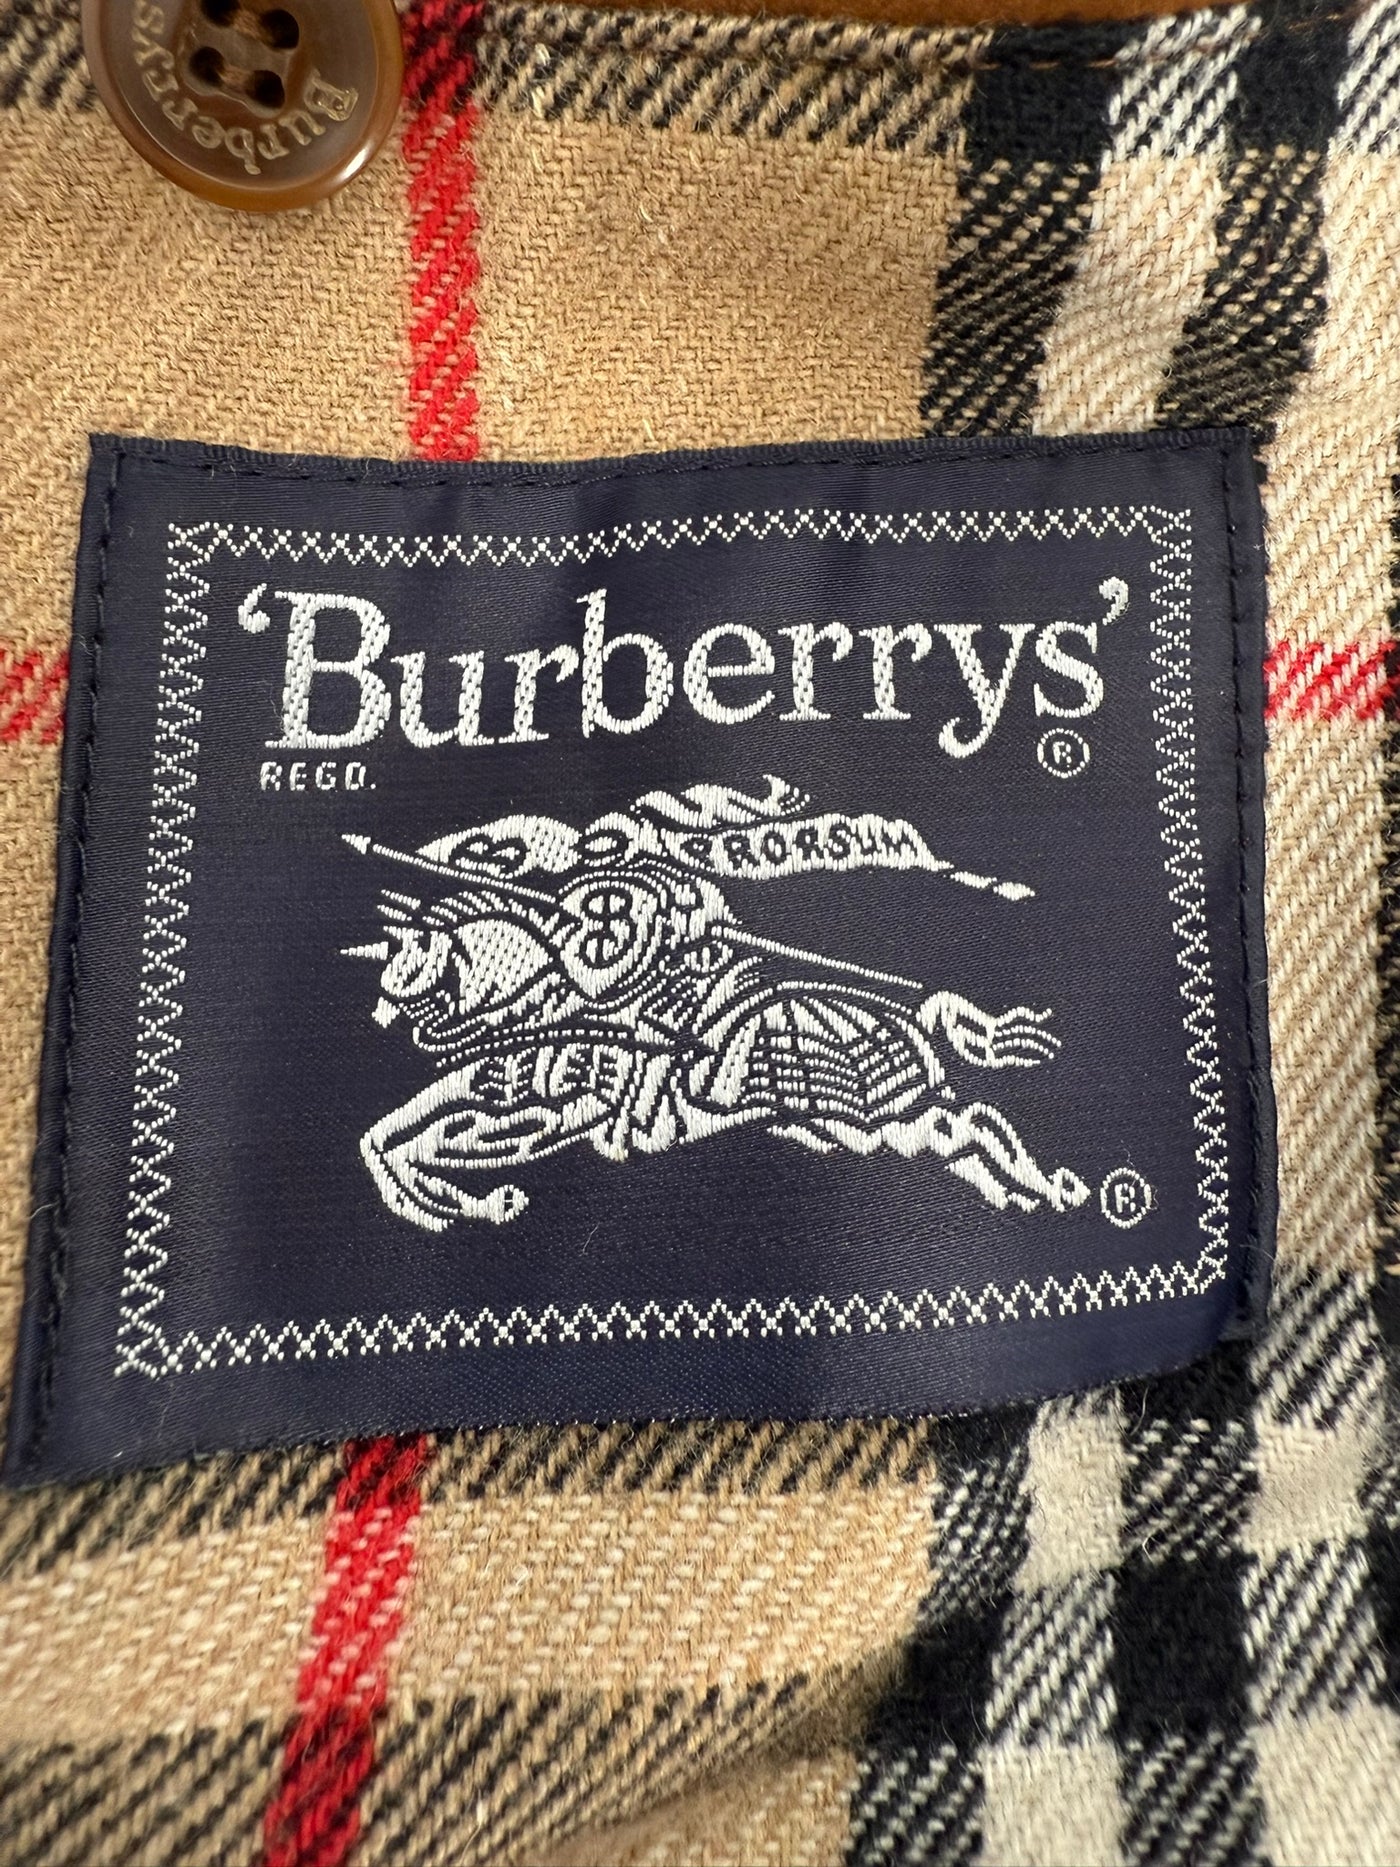 Burberrys
'Burberrys'
REGD. ®
PRORSUM
®